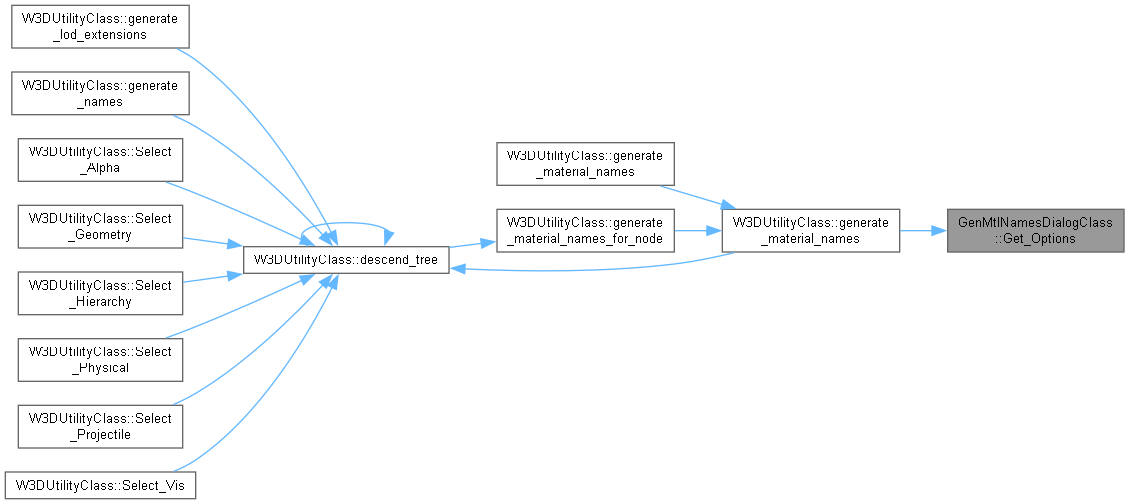 W3DUtilityClass::generate
_lod_extensions
W3DUtilityClass::generate
_names
W3DUtilityClass::Select
_Alpha
W3DUtilityClass::Select
_Geometry
W3DUtilityClass::Select
_Hierarchy
W3DUtilityClass::Select
_Physical
W3DUtilityClass::Select
_Projectile
W3DUtilityClass::Select_Vis
W3DUtilityClass::descend_tree
W3DUtilityClass::generate
_material_names
W3DUtilityClass::generate
_material_names_for_node
W3DUtilityClass::generate
_material_names
GenMtlNamesDialogClass
::Get_Options